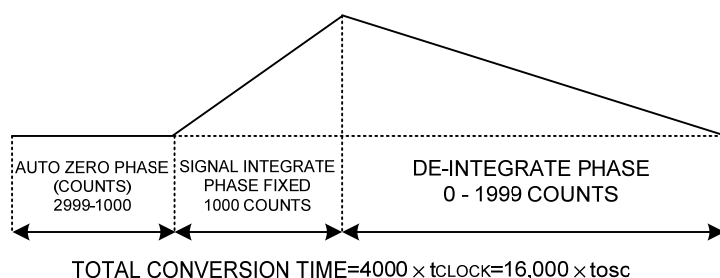 AUTO ZERO PHASE
(COUNTS)
2999-1000
SIGNAL INTEGRATE
PHASE FIXED
1000 COUNTS
DE-INTEGRATE PHASE
0 - 1999 COUNTS
TOTAL CONVERSION TIME=4000 × tCLOCK=16,000 × tOSC